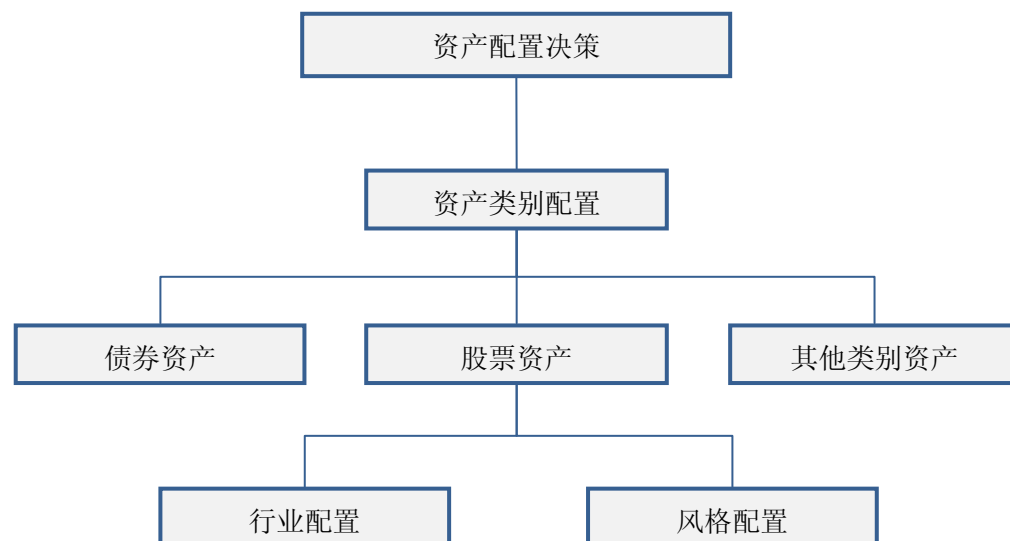 资产配置决策
资产类别配置
债券资产
股票资产
其他类别资产
行业配置
风格配置